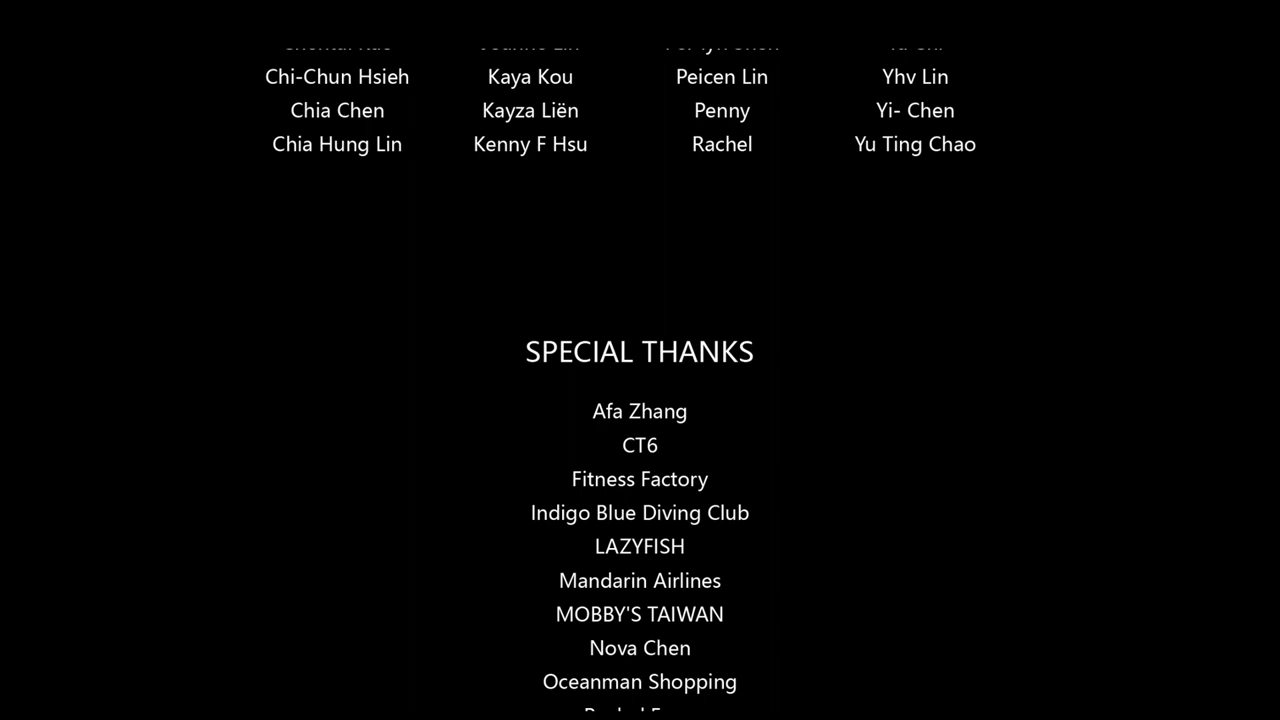 Chi-Chun Hsieh Kaya Kou Peicen Lin Yhv Lin
Chia Chen Kayza Liën Penny Yi- Chen
Chia Hung Lin Kenny F Hsu Rachel Yu Ting Chao
SPECIAL THANKS
Afa Zhang
CT6
Fitness Factory
Indigo Blue Diving Club
LAZYFISH
Mandarin Airlines
MOBBY'S TAIWAN
Nova Chen
Oceanman Shopping